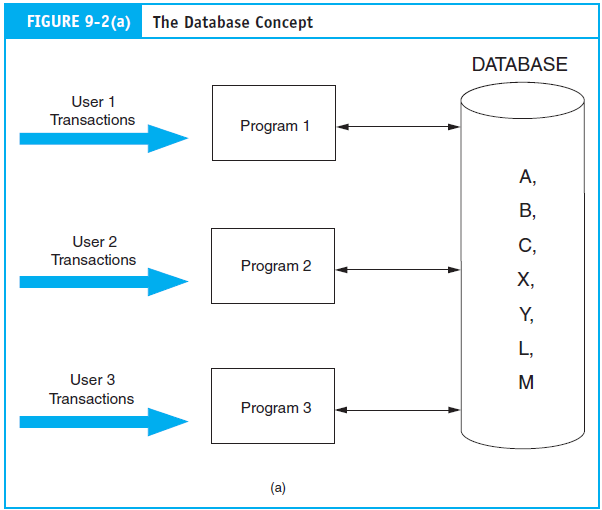 FIGURE 9-2(a) The Database Concept
DATABASE
User 1
Transactions
Program 1
User 2
Transactions
Program 2
User 3
Transactions
Program 3
A,
B,
C,
X,
Y,
L,
M
(a)